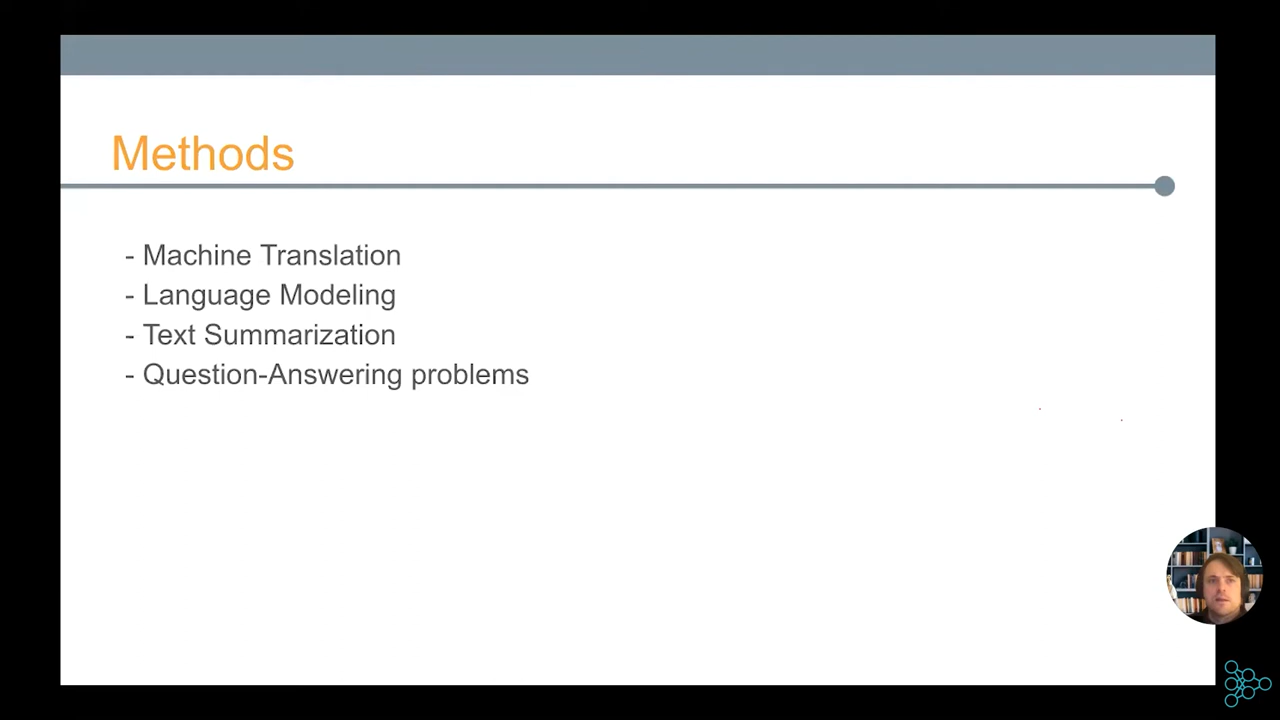 Methods
- Machine Translation
- Language Modeling
- Text Summarization
- Question-Answering problems